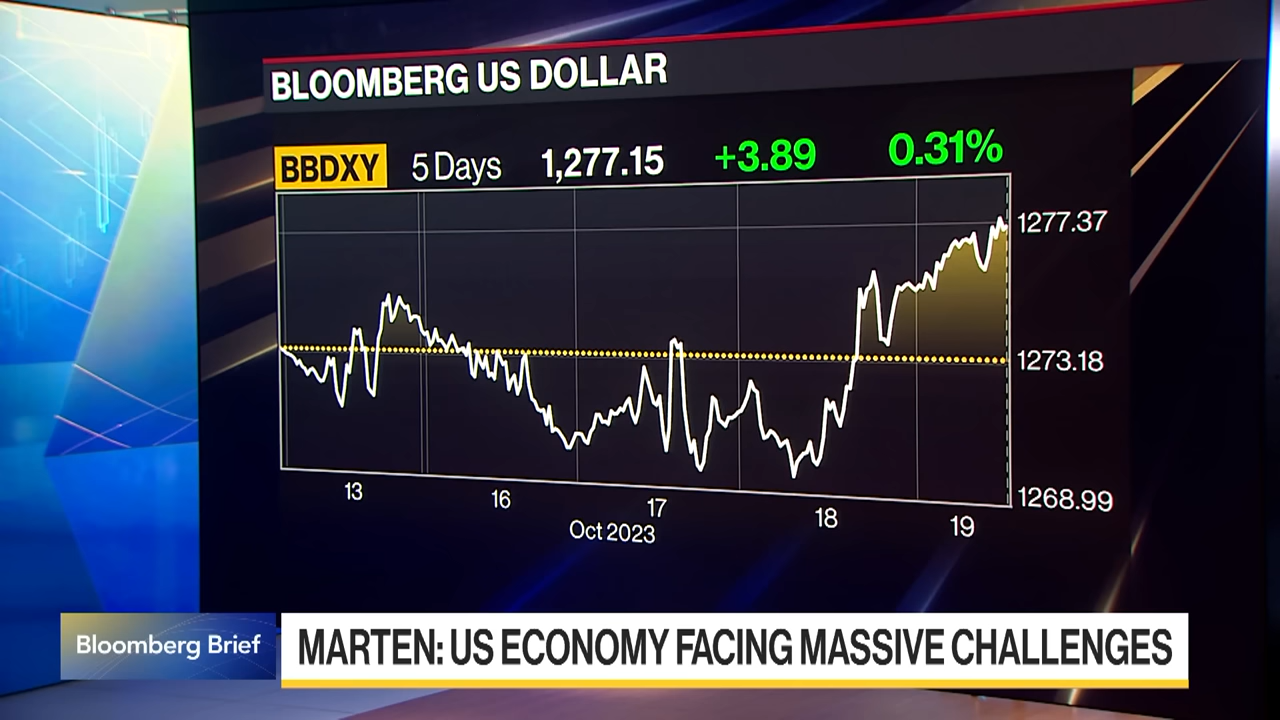 BLOOMBERG US DOLLAR
BBDXY 5 Days 1,277.15 +3.89 0.31%
1277.37
1273.18
1268.99
13 16 17 18 19
Oct 2023
Bloomberg Brief
MARTEN: US ECONOMY FACING MASSIVE CHALLENGES